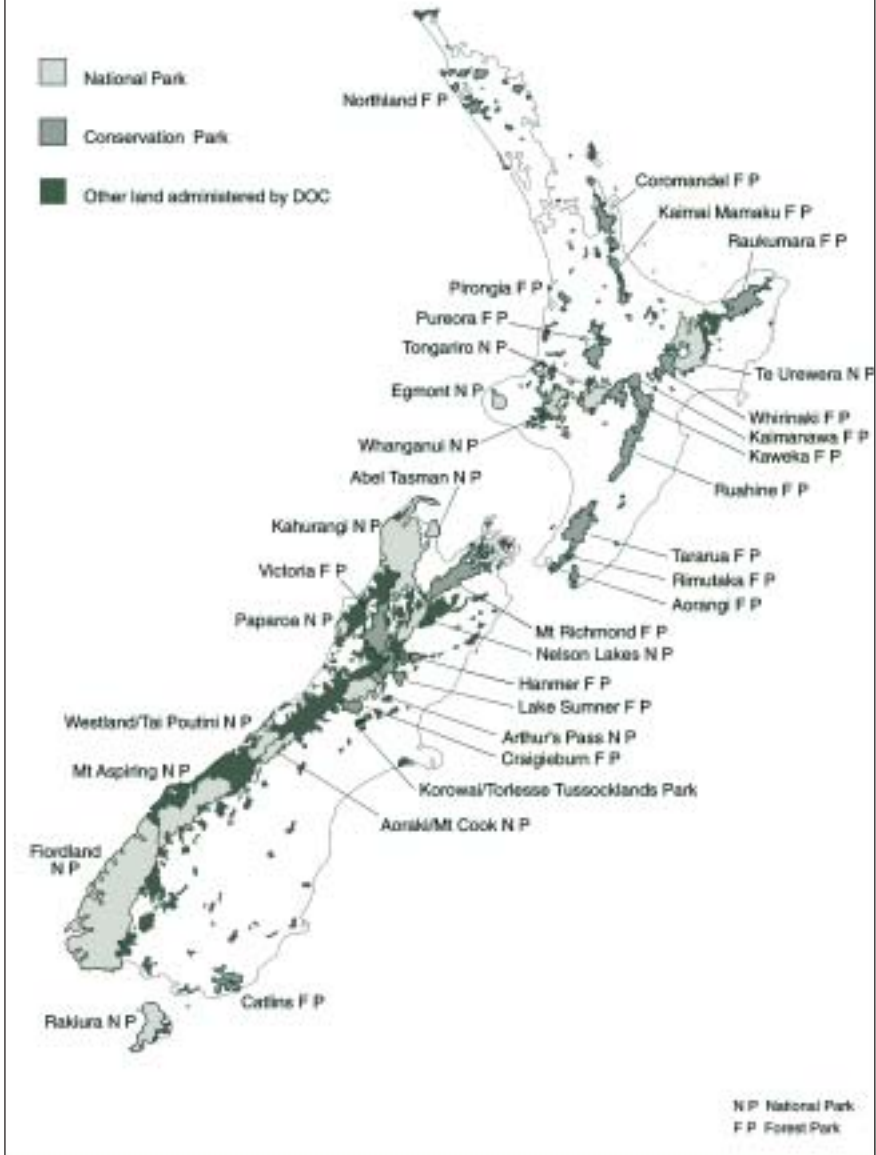 National Park
Conservation Park
Other land administered by DOC
Northland F P
Coromandel F P
Kaimai Mamaku F P
Raukumara F P
Pirongia F P
Pureora F P
Tongariro N P
Te Urewera N P
Egmont N P
Whirinaki F P
Kaimanawa F P
Whanganui N P
Kaweka F P
Abel Tasman N P
Ruahine F P
Kahurangi N P
Tararua F P
Victoria F P
Rimutaka F P
Aorangi F P
Paparoa N P
Mt Richmond F P
Nelson Lakes N P
Hanmer F P
Lake Sumner F P
Westland/Tai Poutini N P
Arthur's Pass N P
Craigieburn F P
Mt Aspiring N P
Korowai/Torlesse Tussocklands Park
Aoraki/Mt Cook N P
Fiordland
N P
Catlins F P
Rakiura N P
N P National Park
F P Forest Park